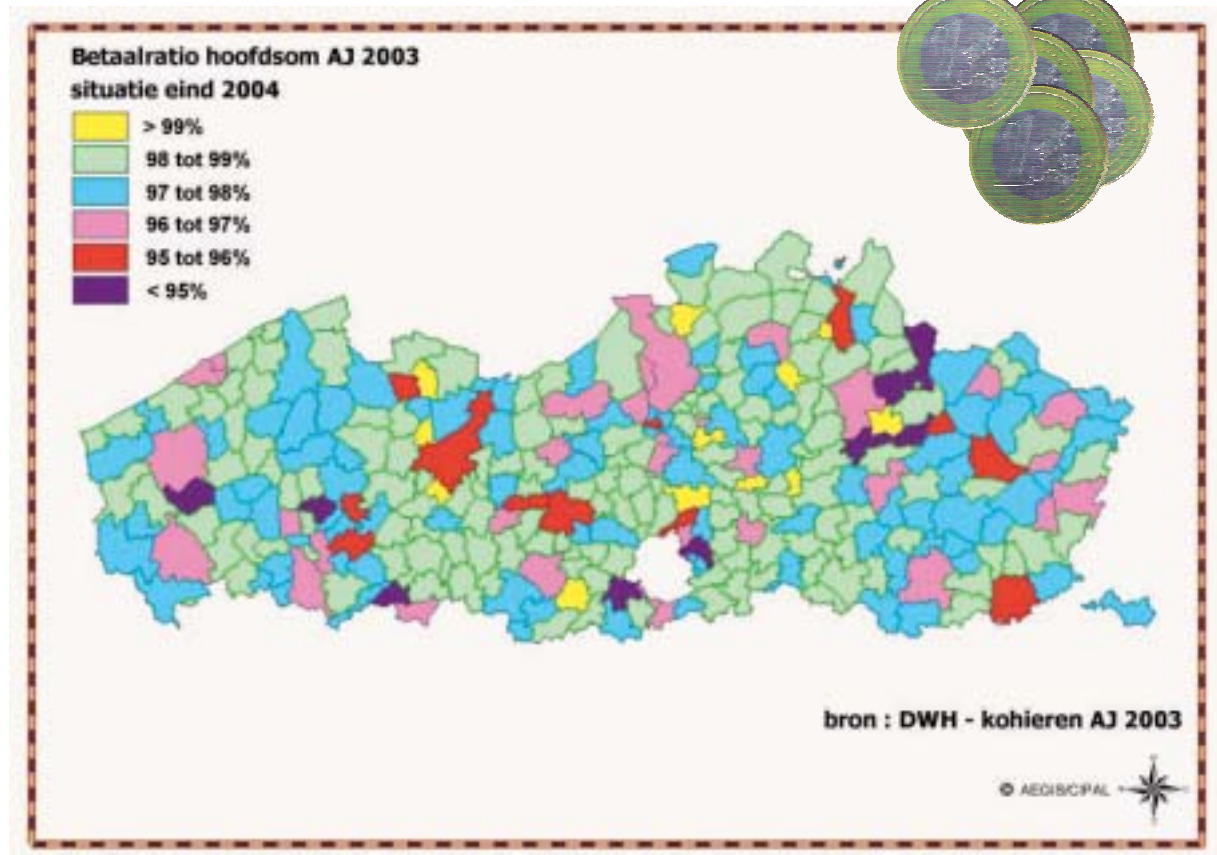 Betaalratio hoofdsom AJ 2003
situatie eind 2004
> 99%
98 tot 99%
97 tot 98%
96 tot 97%
95 tot 96%
< 95%
bron : DWH - kohieren AJ 2003
© AEGIS/CIPAL